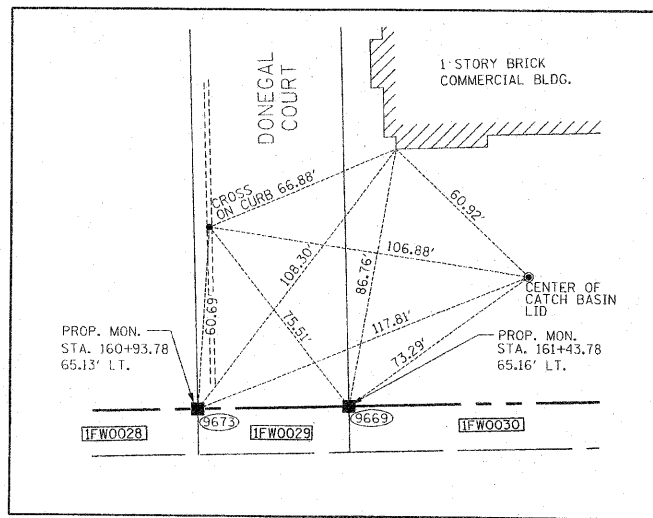 DONEGAL
COURT
1 STORY BRICK
COMMERCIAL BLDG.
CROSS
ON CURB 66.88'
60.92'
106.88'
108.30'
86.76'
60.69'
75.51'
117.81'
73.29'
CENTER OF
CATCH BASIN
LID
PROP. MON.
STA. 160+93.78
65.13' LT.
PROP. MON.
STA. 161+43.78
65.16' LT.
9673
9669
1FW0028
1FW0029
1FW0030